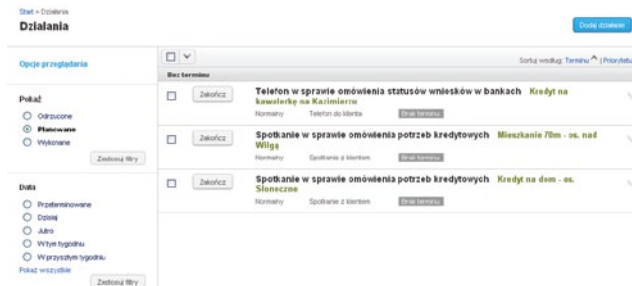 Start » Działania
Działania
Dodaj działanie
Opcje przeglądania
Sortuj według: Terminu ^ | Priorytetu
Bez terminu
Pokaż
Odrzucone
Planowane
Wykonane
Zastosuj filtry
Data
Przeterminowane
Dzisiaj
Jutro
W tym tygodniu
W przyszłym tygodniu
Pokaż wszystkie
Zastosuj filtry
Zakończ
Telefon w sprawie omówienia statusów wniesków w bankach Kredyt na
kawalerkę na Kazimierzu
Normalny Telefon do klienta Brak terminu
Zakończ
Spotkanie w sprawie omówienia potrzeb kredytowych Mieszkanie 70m - os. nad
Wilgą
Normalny Spotkanie z klientem Brak terminu
Zakończ
Spotkanie w sprawie omówienia potrzeb kredytowych Kredyt na dom - os.
Słoneczne
Normalny Spotkanie z klientem Brak terminu